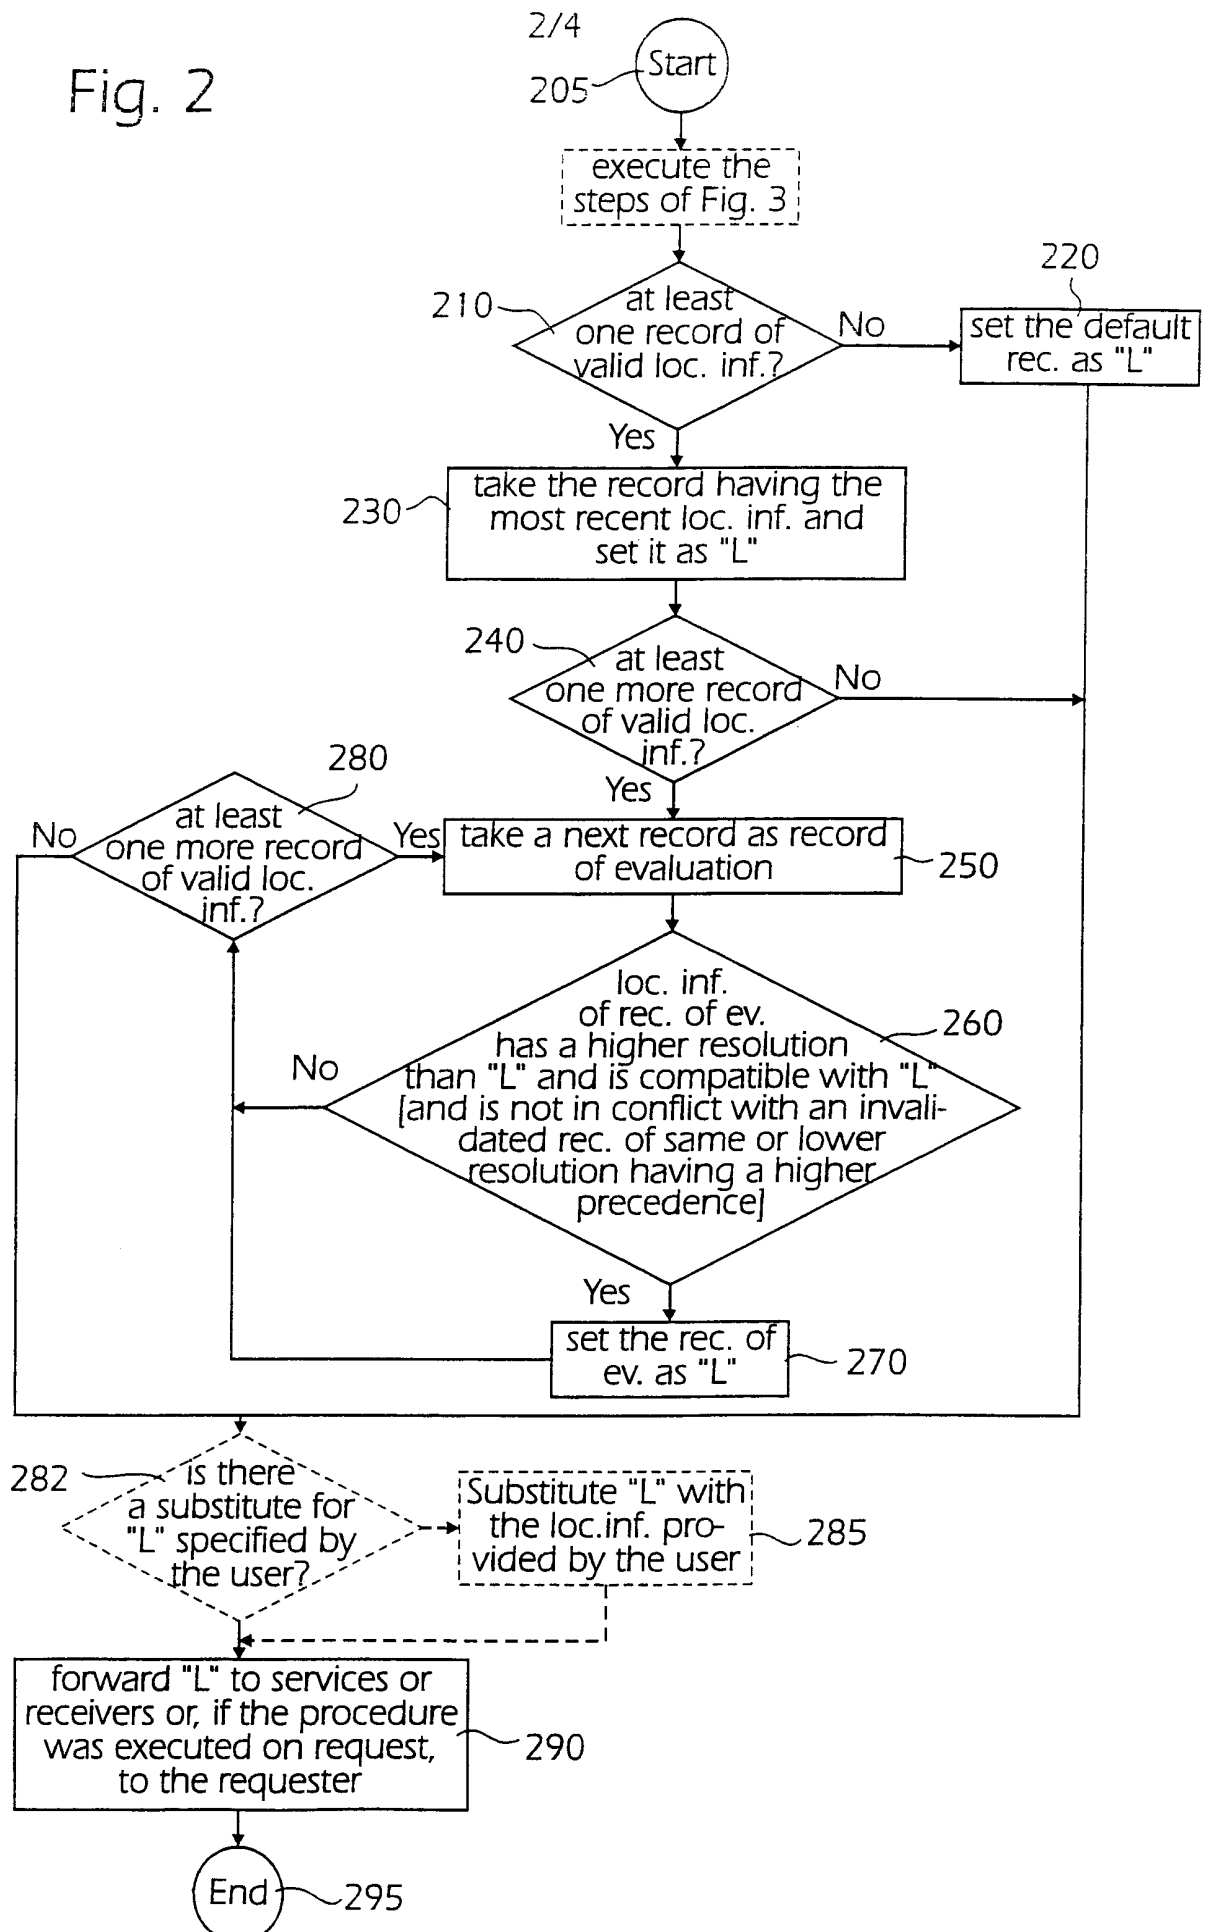 2/4
Fig. 2
Start
205
execute the
steps of Fig. 3
210
at least
one record of
valid loc. inf.?
No
220
set the default
rec. as "L"
Yes
230
take the record having the
most recent loc. inf. and
set it as "L"
240
at least
one more record
of valid loc.
inf.?
No
Yes
280
at least
one more record
of valid loc.
inf.?
No
Yes
take a next record as record
of evaluation
250
loc. inf.
of rec. of ev.
has a higher resolution
than "L" and is compatible with "L"
[and is not in conflict with an invali-
dated rec. of same or lower
resolution having a higher
precedence]
260
No
Yes
set the rec. of
ev. as "L"
270
282
is there
a substitute for
"L" specified by
the user?
Substitute "L" with
the loc.inf. pro-
vided by the user
285
forward "L" to services or
receivers or, if the procedure
was executed on request,
to the requester
290
End
295